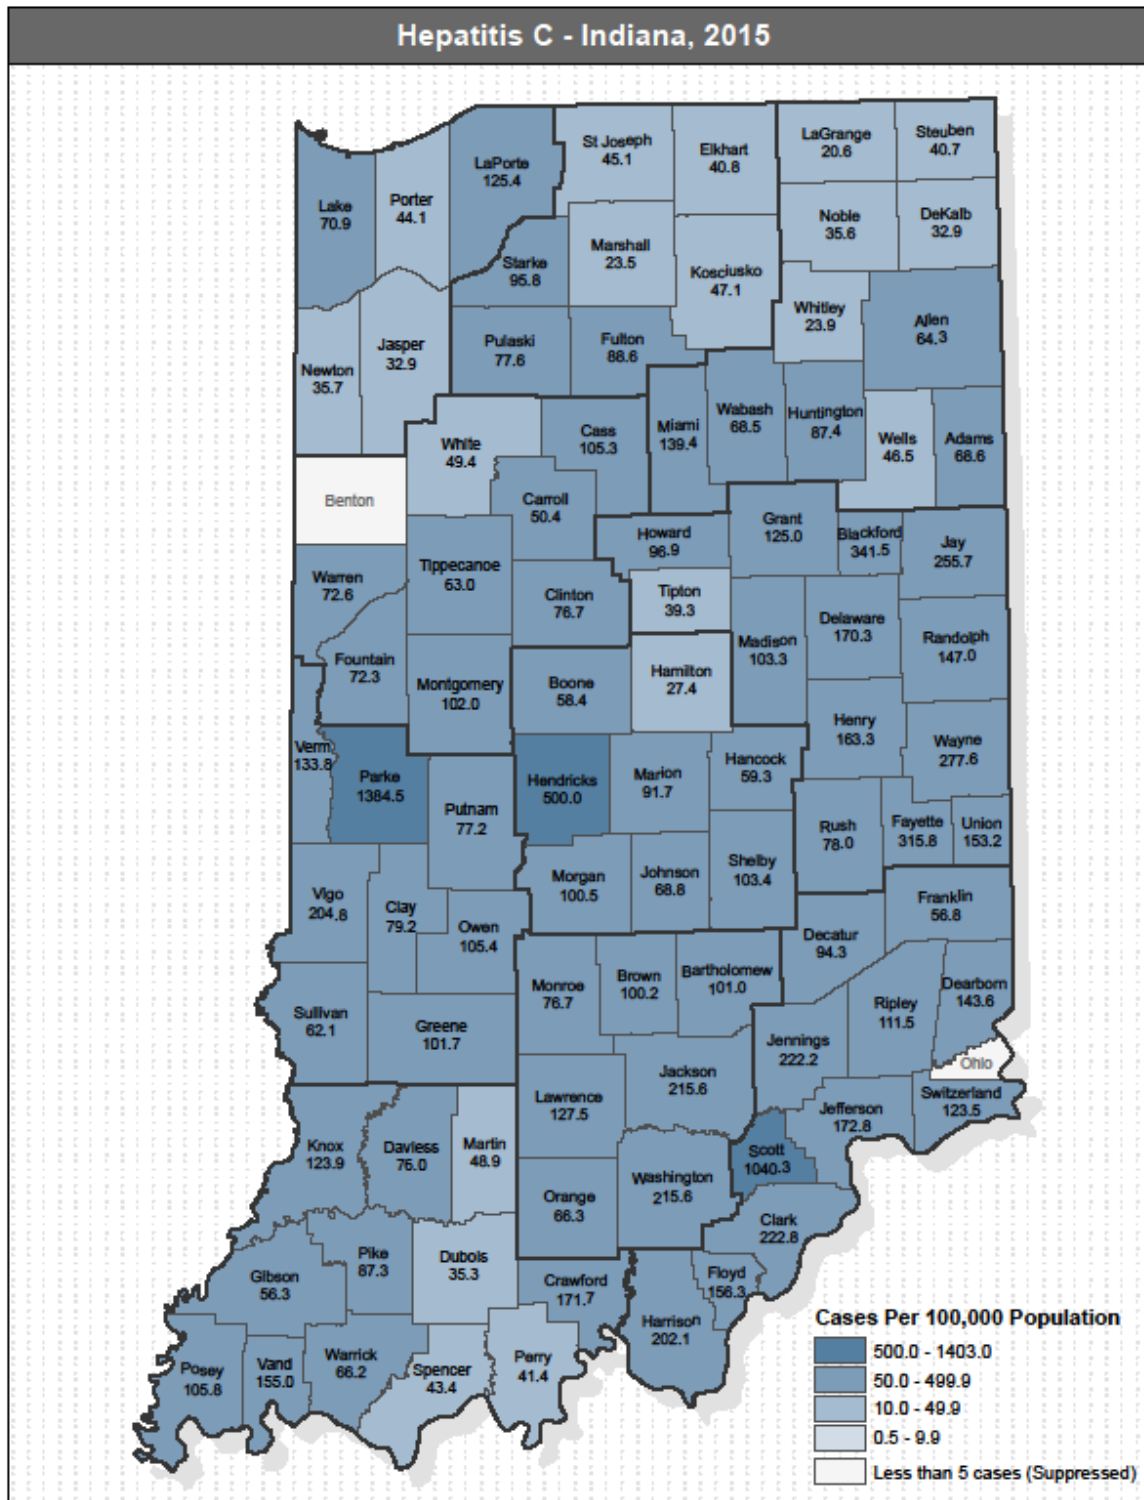 Hepatitis C - Indiana, 2015
LaGrange
20.6
Steuben
40.7
St Joseph
45.1
Elkhart
40.8
LaPorte
125.4
Porter
44.1
Lake
70.9
Noble
35.6
DeKalb
32.9
Marshall
23.5
Starke
95.8
Kosciusko
47.1
Whitley
23.9
Allen
64.3
Jasper
32.9
Pulaski
77.6
Fulton
88.6
Newton
35.7
Miami
139.4
Wabash
68.5
Huntington
87.4
Wells
46.5
Adams
68.6
White
49.4
Cass
105.3
Benton
Carroll
50.4
Howard
96.9
Grant
125.0
Blackford
341.5
Jay
255.7
Warren
72.6
Tippecanoe
63.0
Clinton
76.7
Tipton
39.3
Madison
103.3
Delaware
170.3
Randolph
147.0
Fountain
72.3
Montgomery
102.0
Boone
58.4
Hamilton
27.4
Henry
163.3
Wayne
277.6
Verm
133.8
Parke
1384.5
Putnam
77.2
Hendricks
500.0
Marion
91.7
Hancock
59.3
Rush
78.0
Fayette
315.8
Union
153.2
Vigo
204.8
Clay
79.2
Owen
105.4
Morgan
100.5
Johnson
68.8
Shelby
103.4
Franklin
56.8
Decatur
94.3
Sullivan
62.1
Greene
101.7
Monroe
76.7
Brown
100.2
Bartholomew
101.0
Ripley
111.5
Dearborn
143.6
Jennings
222.2
Ohio
Jackson
215.6
Lawrence
127.5
Jefferson
172.8
Switzerland
123.5
Knox
123.9
Daviess
76.0
Martin
48.9
Scott
1040.3
Orange
66.3
Washington
215.6
Clark
222.8
Pike
87.3
Dubois
35.3
Gibson
56.3
Crawford
171.7
Floyd
156.3
Harrison
202.1
Posey
105.8
Vand
155.0
Warrick
66.2
Spencer
43.4
Perry
41.4
Cases Per 100,000 Population
500.0 - 1403.0
50.0 - 499.9
10.0 - 49.9
0.5 - 9.9
Less than 5 cases (Suppressed)